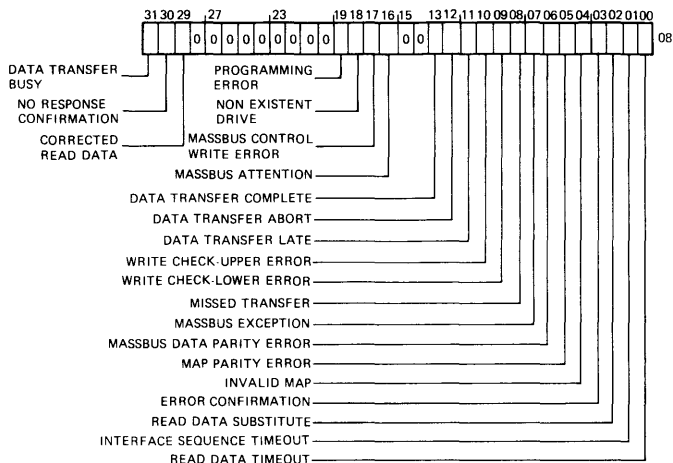 31 30 29 27 23 19 18 17 16 15 13 12 11 10 09 08 07 06 05 04 03 02 01 00
0 0 0 0 0 0 0 0 0 0 0 08
DATA TRANSFER
BUSY
NO RESPONSE
CONFIRMATION
CORRECTED
READ DATA
PROGRAMMING
ERROR
NON EXISTENT
DRIVE
MASSBUS CONTROL
WRITE ERROR
MASSBUS ATTENTION
DATA TRANSFER COMPLETE
DATA TRANSFER ABORT
DATA TRANSFER LATE
WRITE CHECK-UPPER ERROR
WRITE CHECK-LOWER ERROR
MISSED TRANSFER
MASSBUS EXCEPTION
MASSBUS DATA PARITY ERROR
MAP PARITY ERROR
INVALID MAP
ERROR CONFIRMATION
READ DATA SUBSTITUTE
INTERFACE SEQUENCE TIMEOUT
READ DATA TIMEOUT